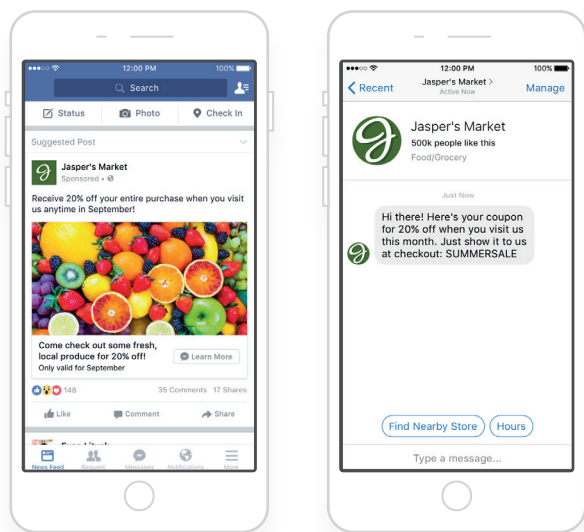 12:00 PM
100%
Search
Status
Photo
Check In
Suggested Post
Jasper's Market
Sponsored •
Receive 20% off your entire purchase when you visit
us anytime in September!
Come check out some fresh,
local produce for 20% off!
Only valid for September
Learn More
148
35 Comments 17 Shares
Like
Comment
Share
News Feed
Request
Messages
Notifications
More
12:00 PM
100%
Recent
Jasper's Market
Active Now
Manage
Jasper's Market
500k people like this
Food/Grocery
Just Now
Hi there! Here's your coupon
for 20% off when you visit us
this month. Just show it to us
at checkout: SUMMERSALE
Find Nearby Store
Hours
Type a message...